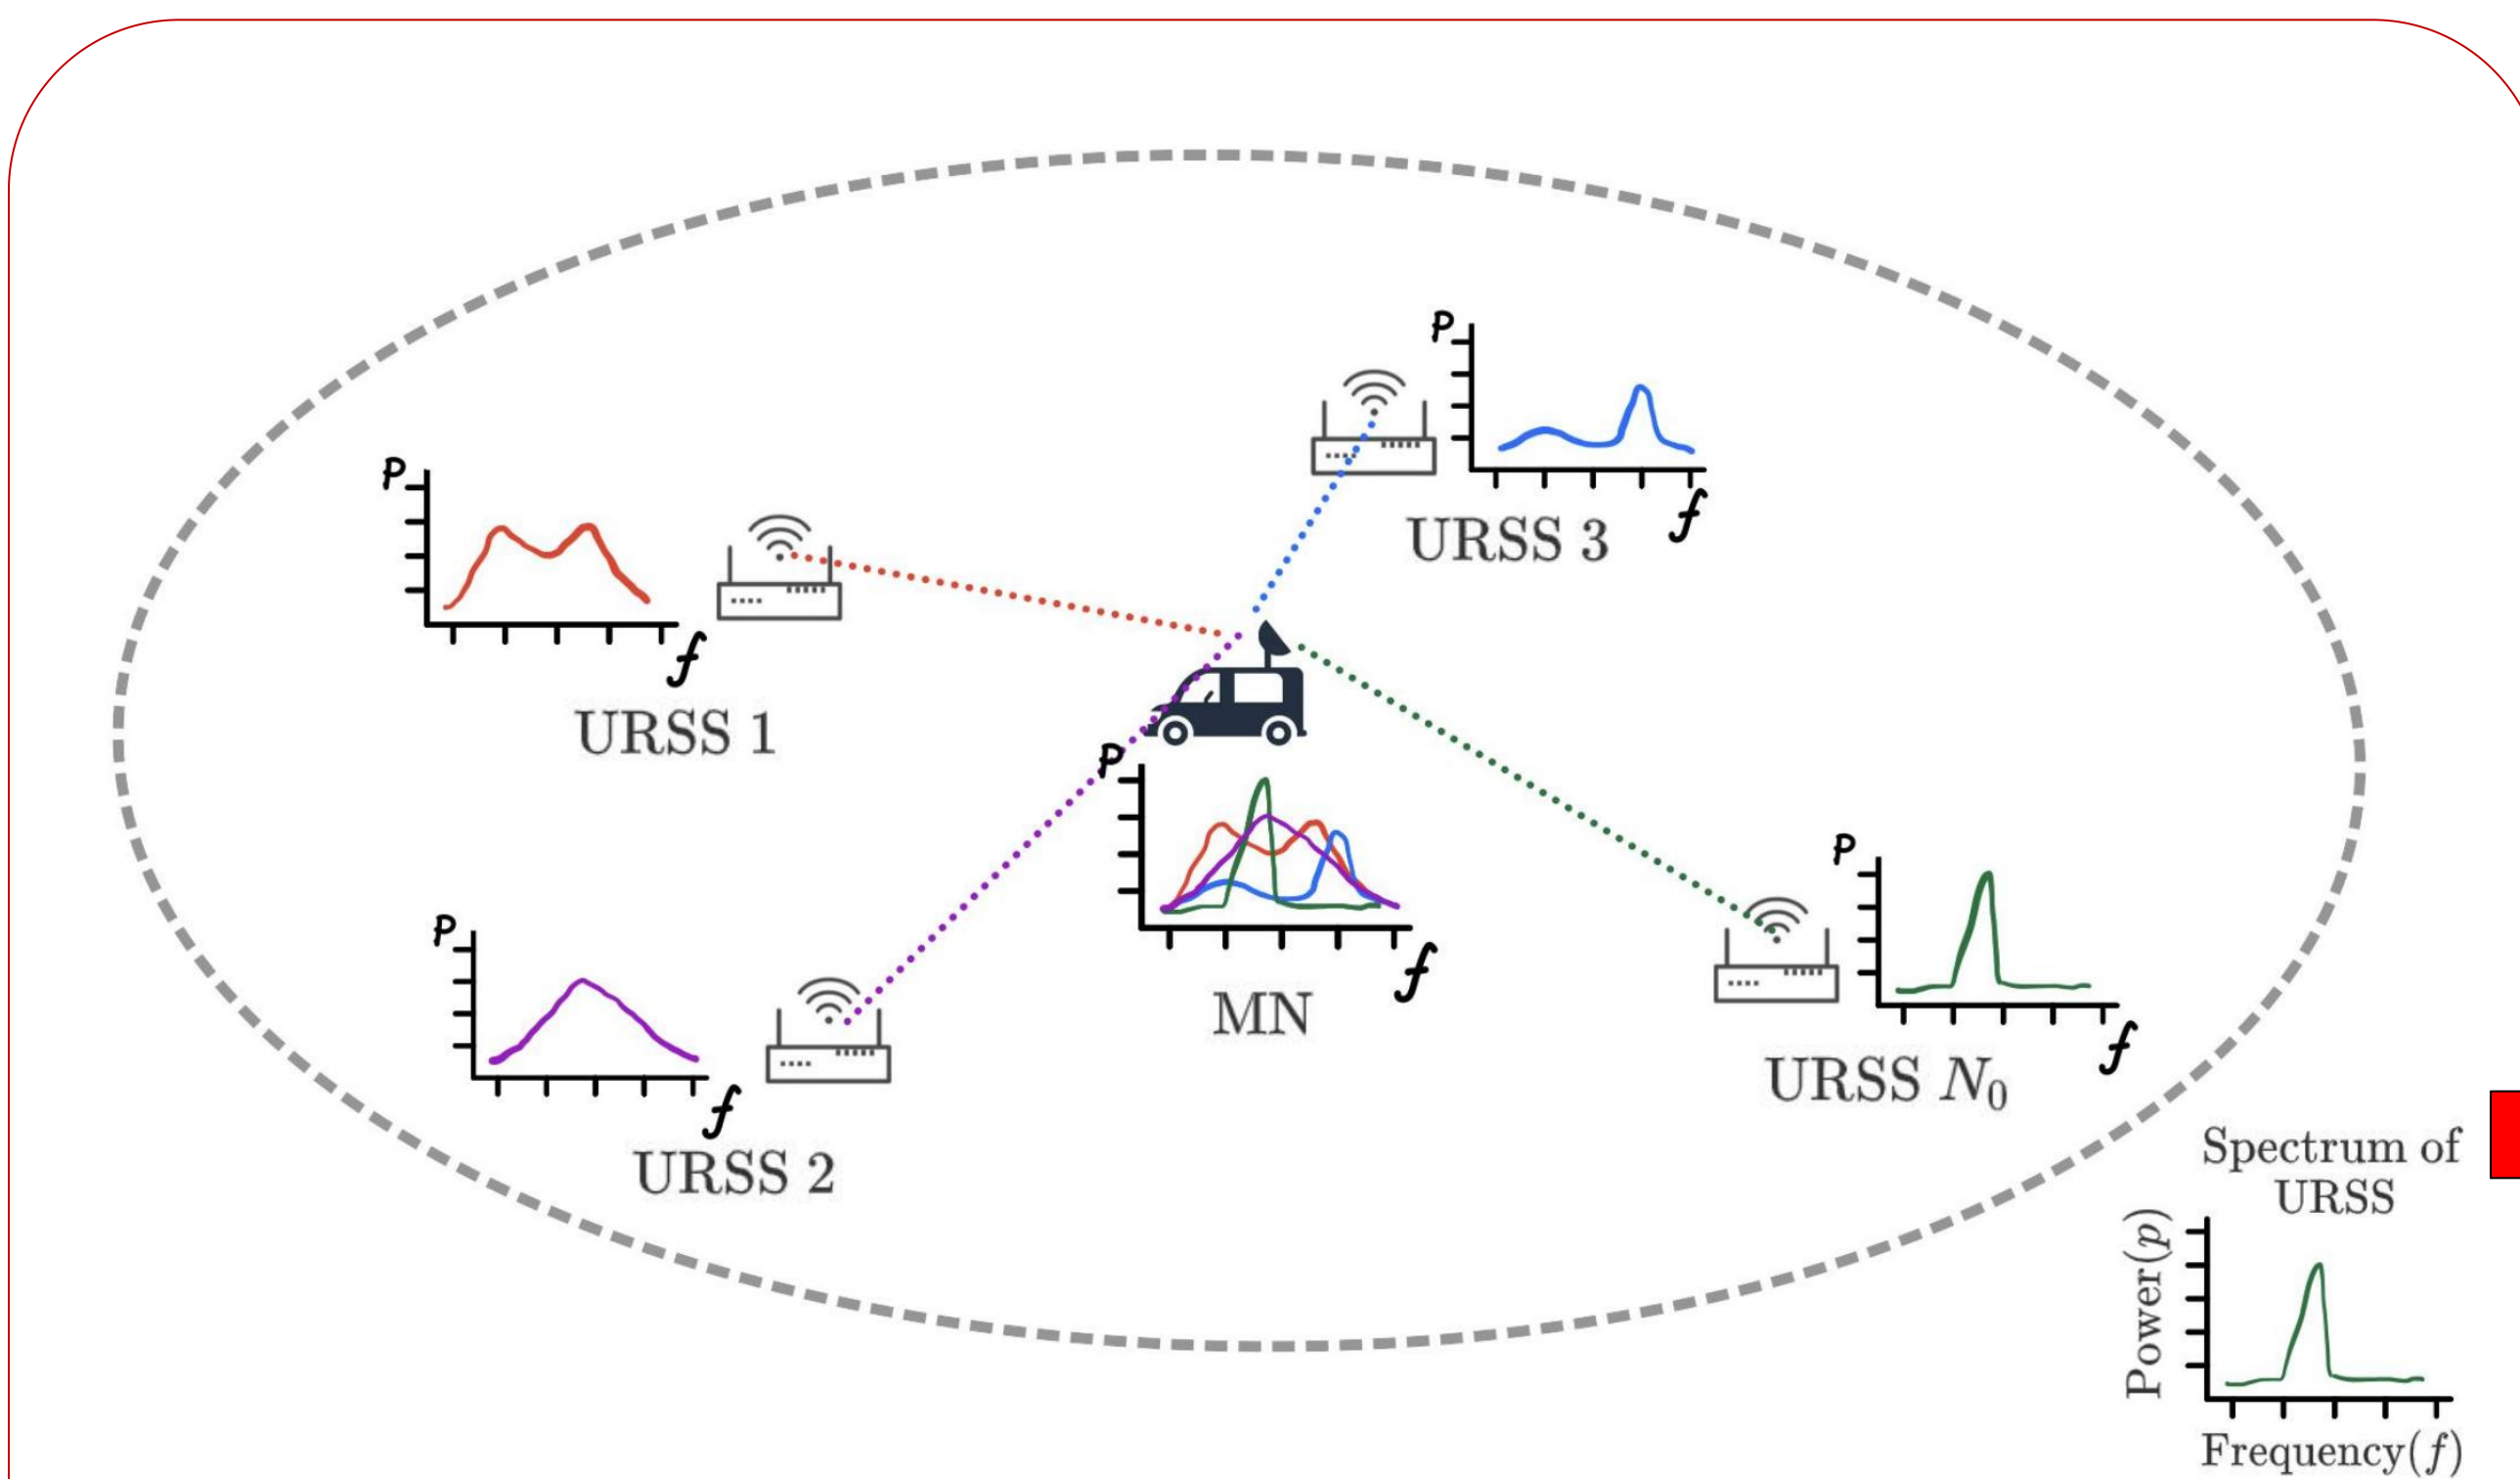 P
f
URSS 3
P
f
URSS 1
P
f
MN
P
f
URSS 2
P
f
URSS N₀
Spectrum of
URSS
Power(p)
Frequency(f)